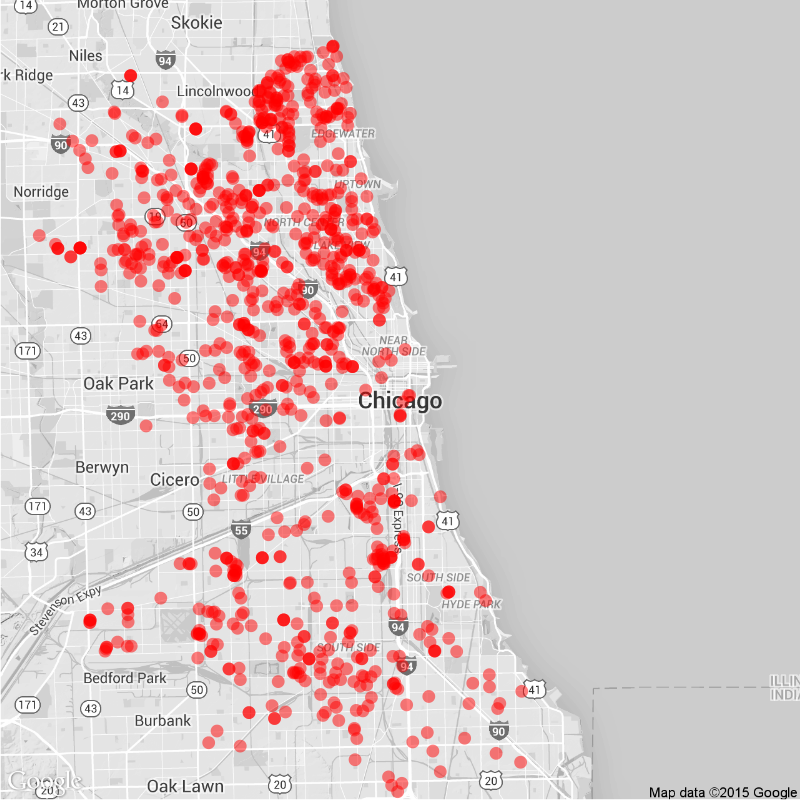 14
Morton Grove
21
Skokie
Niles
94
rk Ridge
14
Lincolnwood
43
41
EDGEWATER
90
Norridge
UPTOWN
19
50
NORTH CENTER
LAKE VIEW
94
41
90
64
43
171
50
NEAR
NORTH SIDE
Oak Park
290
290
Chicago
Berwyn
Cicero
LITTLE VILLAGE
171
43
50
55
41
34
Express
SOUTH SIDE
Stevenson Expy
HYDE PARK
94
SOUTH SIDE
94
Bedford Park
50
41
ILLIN
INDIA
171
43
Burbank
90
Google
20
Oak Lawn
20
20
Map data ©2015 Google